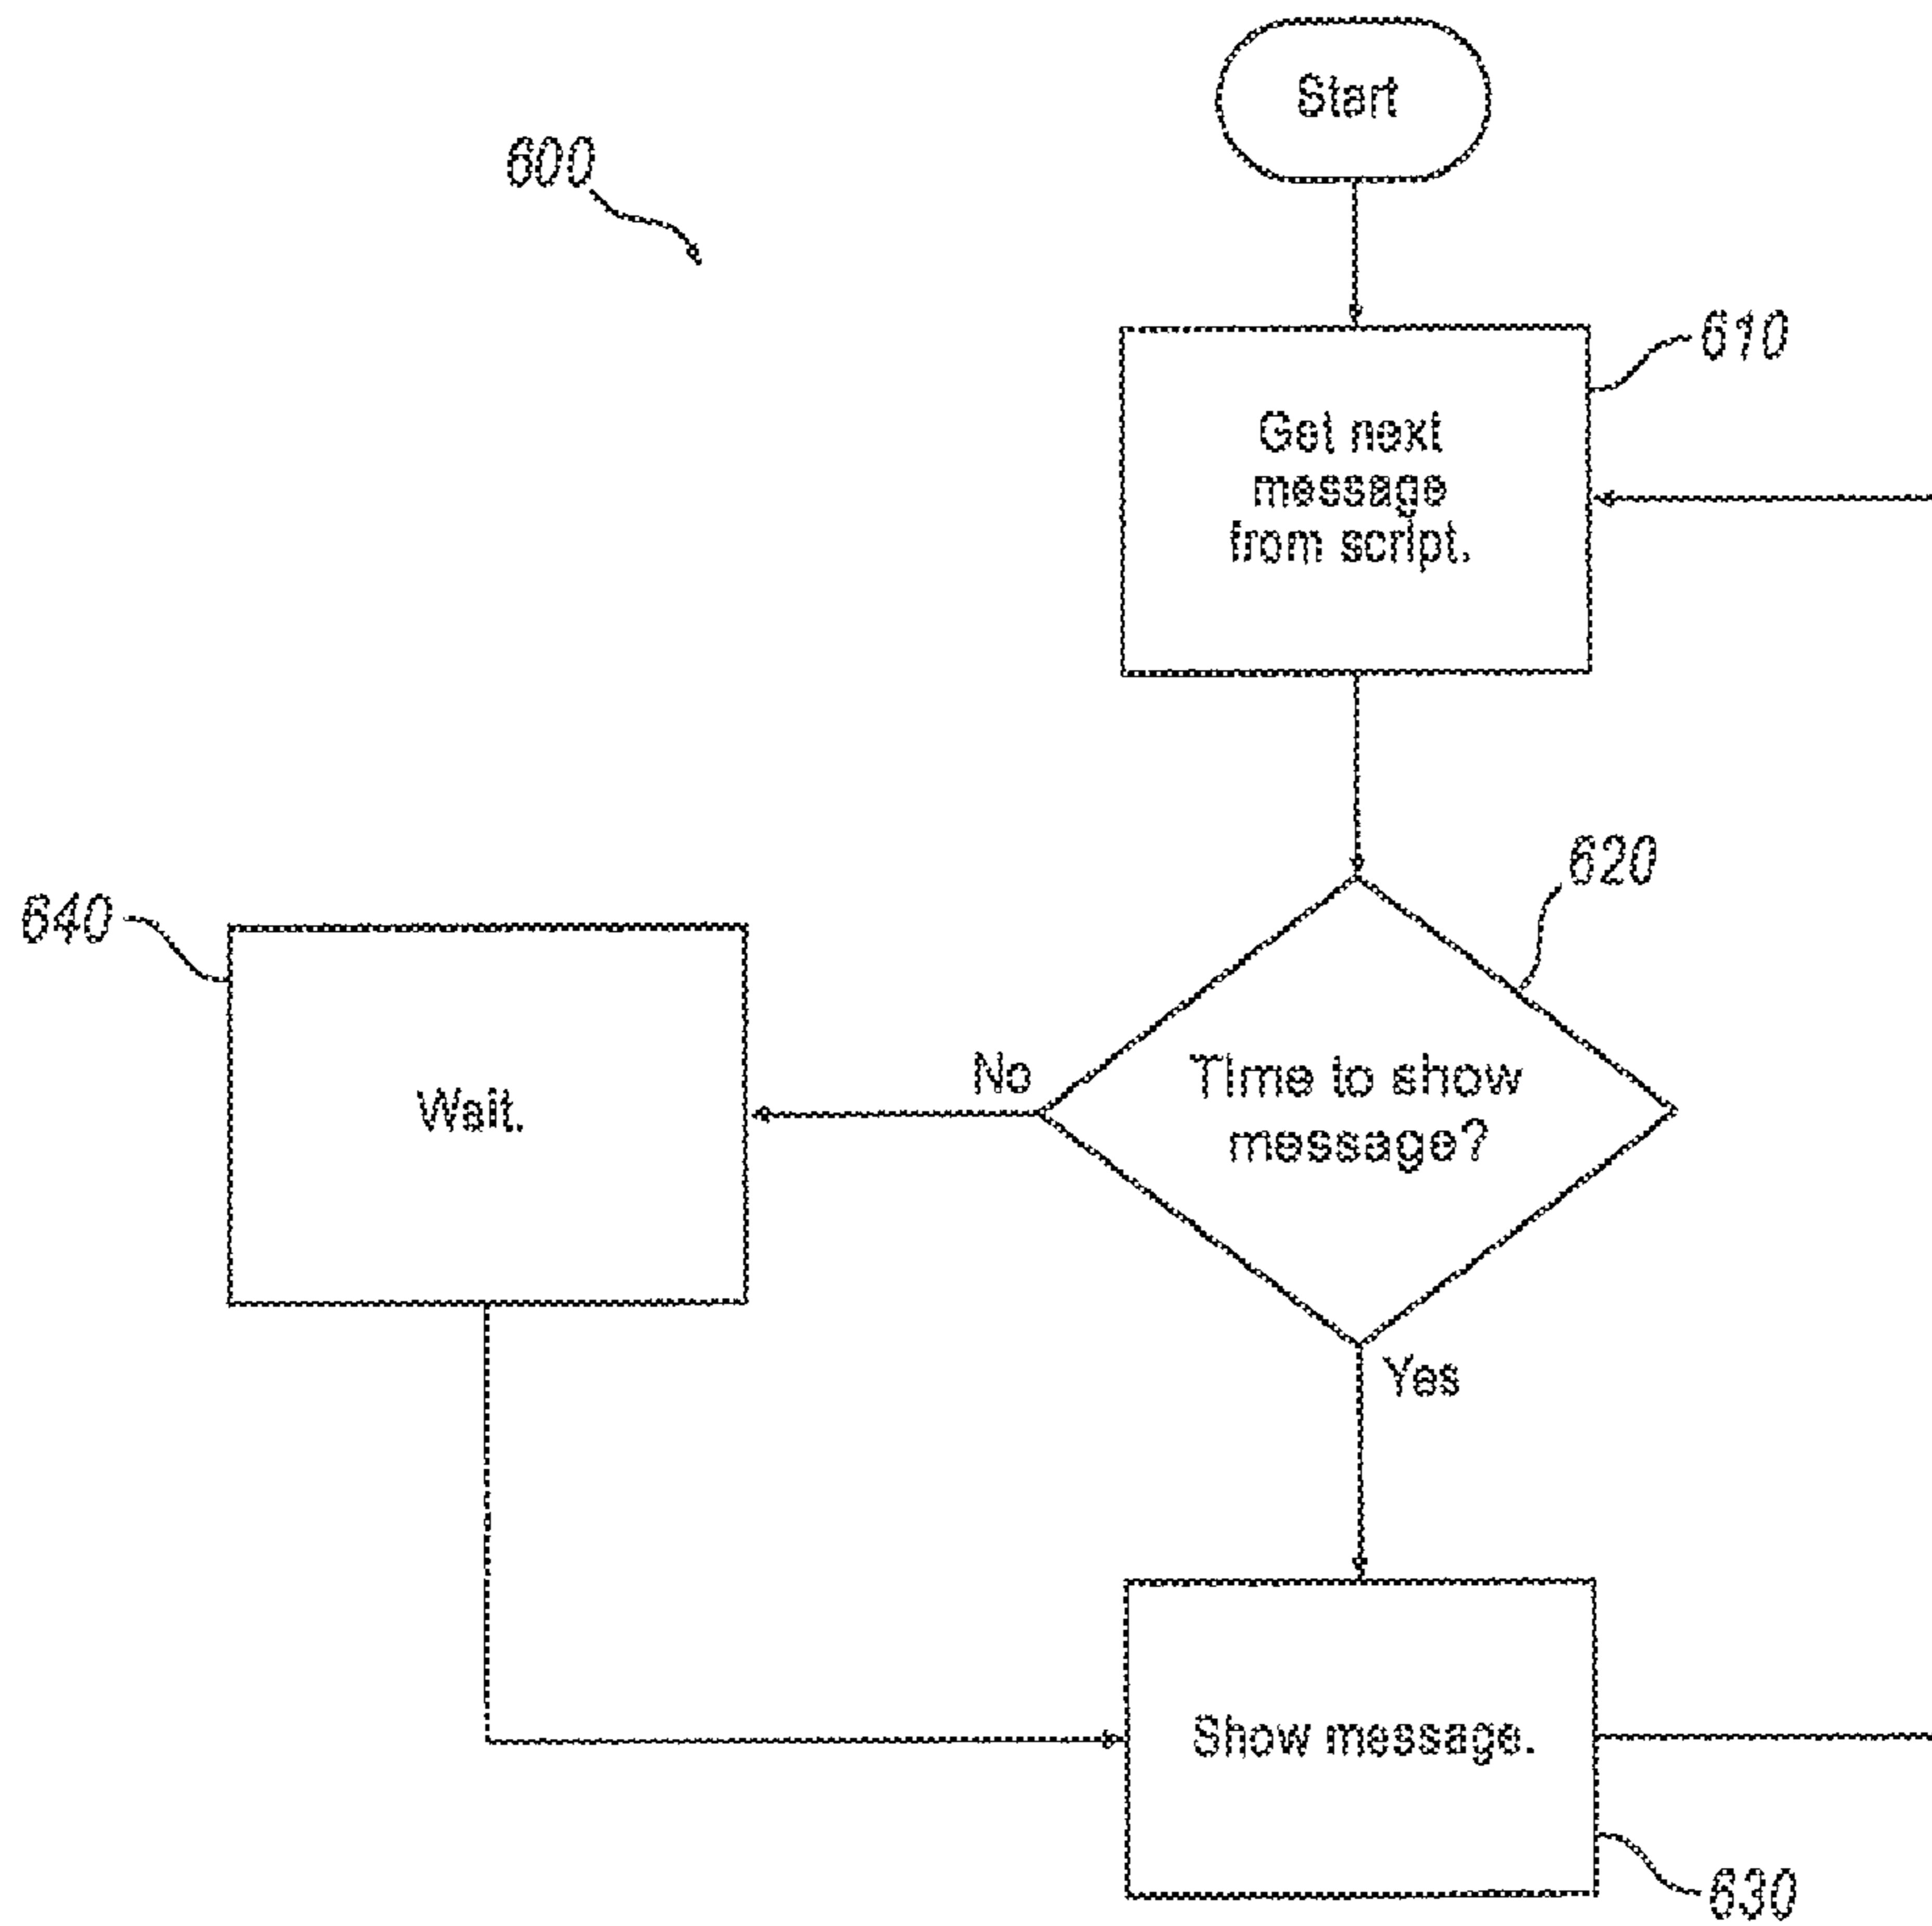 Start
600
610
Get next
message
from script.
620
640
Time to show
message?
No
Wait.
Yes
Show message.
630